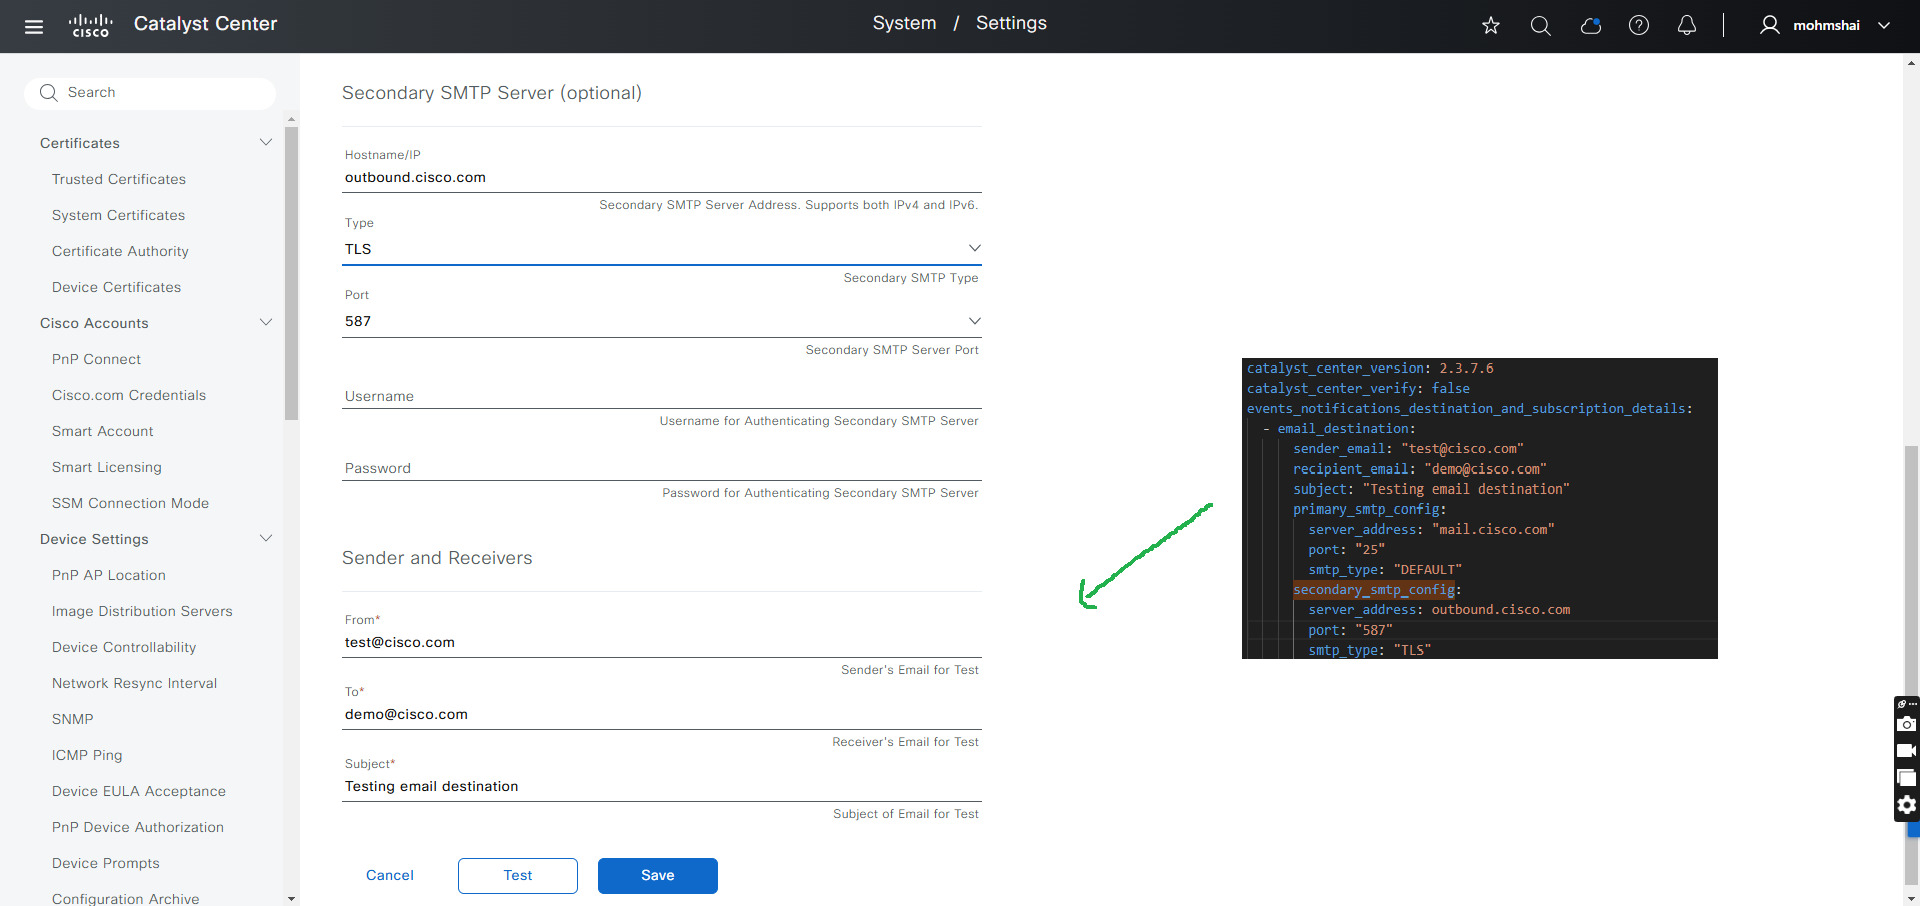 cisco
Catalyst Center
System / Settings
mohmshai
Search
Certificates
Trusted Certificates
System Certificates
Certificate Authority
Device Certificates
Cisco Accounts
PnP Connect
Cisco.com Credentials
Smart Account
Smart Licensing
SSM Connection Mode
Device Settings
PnP AP Location
Image Distribution Servers
Device Controllability
Network Resync Interval
SNMP
ICMP Ping
Device EULA Acceptance
PnP Device Authorization
Device Prompts
Configuration Archive
Secondary SMTP Server (optional)
Hostname/IP
outbound.cisco.com
Secondary SMTP Server Address. Supports both IPv4 and IPv6.
Type
TLS
Secondary SMTP Type
Port
587
Secondary SMTP Server Port
Username
Username for Authenticating Secondary SMTP Server
Password
Password for Authenticating Secondary SMTP Server
Sender and Receivers
From*
test@cisco.com
Sender's Email for Test
To*
demo@cisco.com
Receiver's Email for Test
Subject*
Testing email destination
Subject of Email for Test
Cancel
Test
Save
catalyst_center_version: 2.3.7.6
catalyst_center_verify: false
events_notifications_destination_and_subscription_details:
- email_destination:
sender_email: "test@cisco.com"
recipient_email: "demo@cisco.com"
subject: "Testing email destination"
primary_smtp_config:
server_address: "mail.cisco.com"
port: "25"
smtp_type: "DEFAULT"
secondary_smtp_config:
server_address: outbound.cisco.com
port: "587"
smtp_type: "TLS"